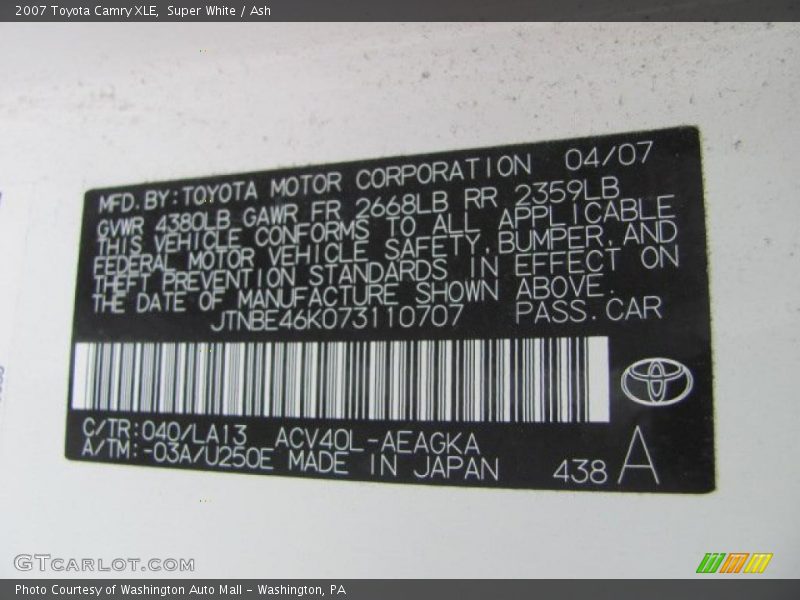 2007 Toyota Camry XLE,  Super White / Ash
MFD. BY: TOYOTA MOTOR CORPORATION 04/07
GVWR 4380LB GAWR FR 2668LB RR 2359LB
THIS VEHICLE CONFORMS TO ALL APPLICABLE
FEDERAL MOTOR VEHICLE SAFETY, BUMPER, AND
THEFT PREVENTION STANDARDS IN EFFECT ON
THE DATE OF MANUFACTURE SHOWN ABOVE.
JTNBE46K073110707 PASS. CAR
C/TR: 040/LA13 ACV40L-AEAGKA
A/TM: -03A/U250E MADE IN JAPAN 438 A
GTCARLOT.COM
Photo Courtesy of Washington Auto Mall - Washington, PA